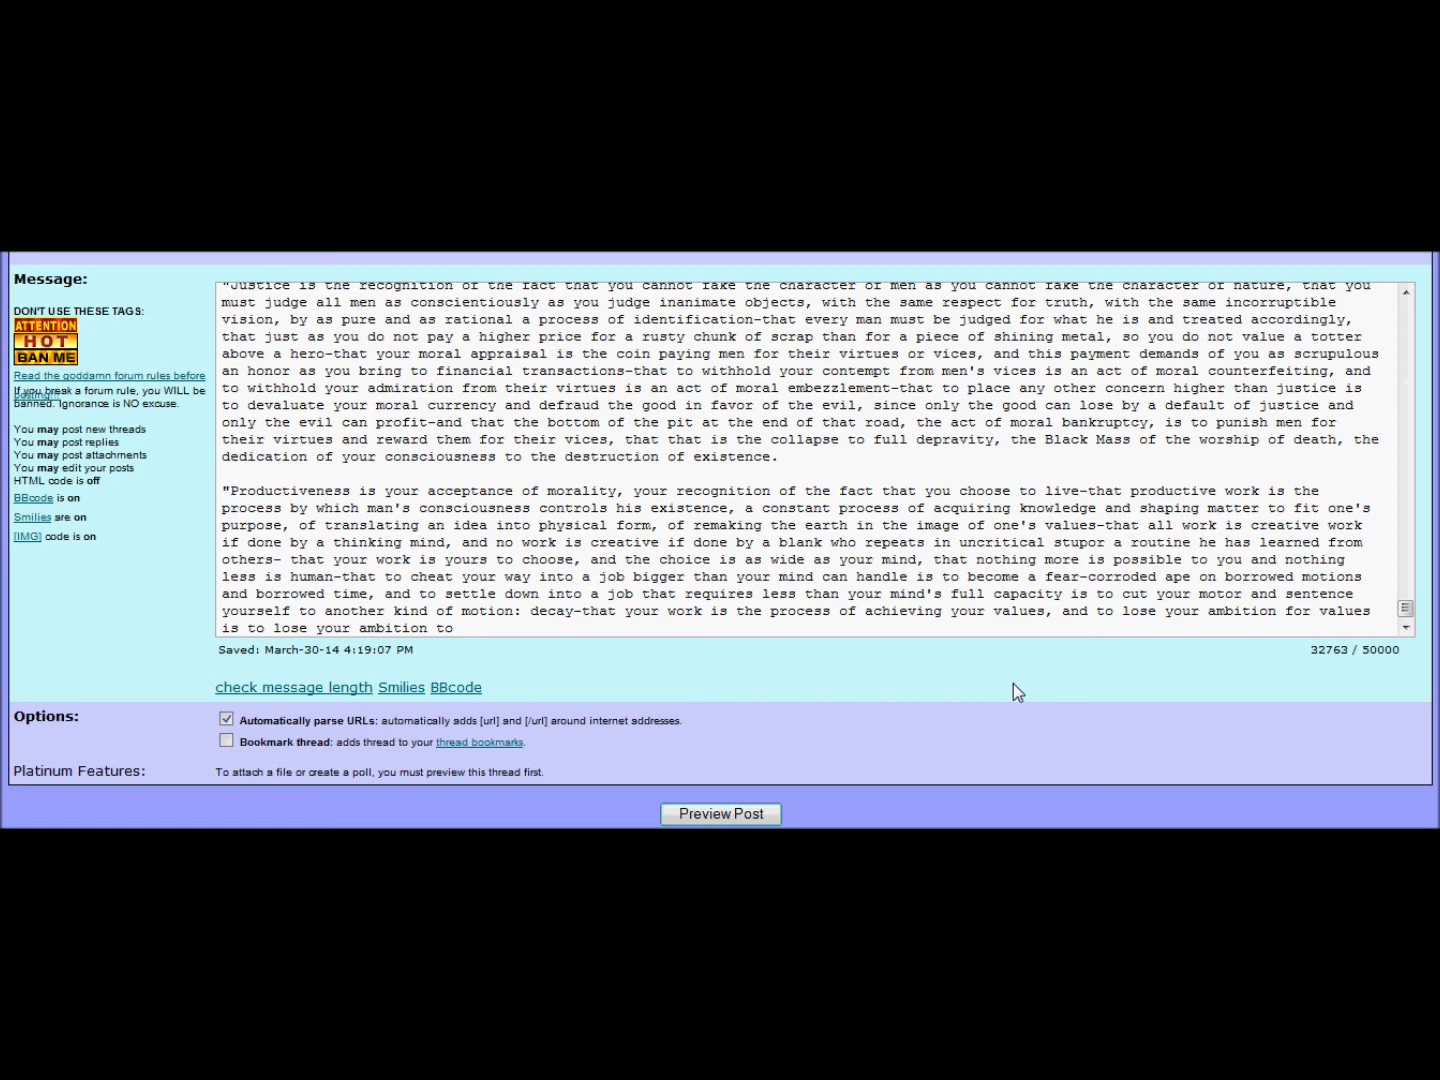 Message:
DON'T USE THESE TAGS:
ATTENTION
HOT
BAN ME
Read the goddamn forum rules before
posting!!!
If you break a forum rule, you WILL be
banned. Ignorance is NO excuse.
You may post new threads
You may post replies
You may post attachments
You may edit your posts
HTML code is off
BBcode is on
Smilies are on
[IMG] code is on
"Justice is the recognition of the fact that you cannot fake the character of men as you cannot fake the character of nature, that you
must judge all men as conscientiously as you judge inanimate objects, with the same respect for truth, with the same incorruptible
vision, by as pure and as rational a process of identification-that every man must be judged for what he is and treated accordingly,
that just as you do not pay a higher price for a rusty chunk of scrap than for a piece of shining metal, so you do not value a totter
above a hero-that your moral appraisal is the coin paying men for their virtues or vices, and this payment demands of you as scrupulous
an honor as you bring to financial transactions-that to withhold your contempt from men's vices is an act of moral counterfeiting, and
to withhold your admiration from their virtues is an act of moral embezzlement-that to place any other concern higher than justice is
to devaluate your moral currency and defraud the good in favor of the evil, since only the good can lose by a default of justice and
only the evil can profit-and that the bottom of the pit at the end of that road, the act of moral bankruptcy, is to punish men for
their virtues and reward them for their vices, that that is the collapse to full depravity, the Black Mass of the worship of death, the
dedication of your consciousness to the destruction of existence.
"Productiveness is your acceptance of morality, your recognition of the fact that you choose to live-that productive work is the
process by which man's consciousness controls his existence, a constant process of acquiring knowledge and shaping matter to fit one's
purpose, of translating an idea into physical form, of remaking the earth in the image of one's values-that all work is creative work
if done by a thinking mind, and no work is creative if done by a blank who repeats in uncritical stupor a routine he has learned from
others- that your work is yours to choose, and the choice is as wide as your mind, that nothing more is possible to you and nothing
less is human-that to cheat your way into a job bigger than your mind can handle is to become a fear-corroded ape on borrowed motions
and borrowed time, and to settle down into a job that requires less than your mind's full capacity is to cut your motor and sentence
yourself to another kind of motion: decay-that your work is the process of achieving your values, and to lose your ambition for values
is to lose your ambition to
Saved: March-30-14 4:19:07 PM
32763 / 50000
check message length Smilies BBcode
Options:
Automatically parse URLs: automatically adds [url] and [/url] around internet addresses.
Bookmark thread: adds thread to your thread bookmarks.
Platinum Features:
To attach a file or create a poll, you must preview this thread first.
Preview Post